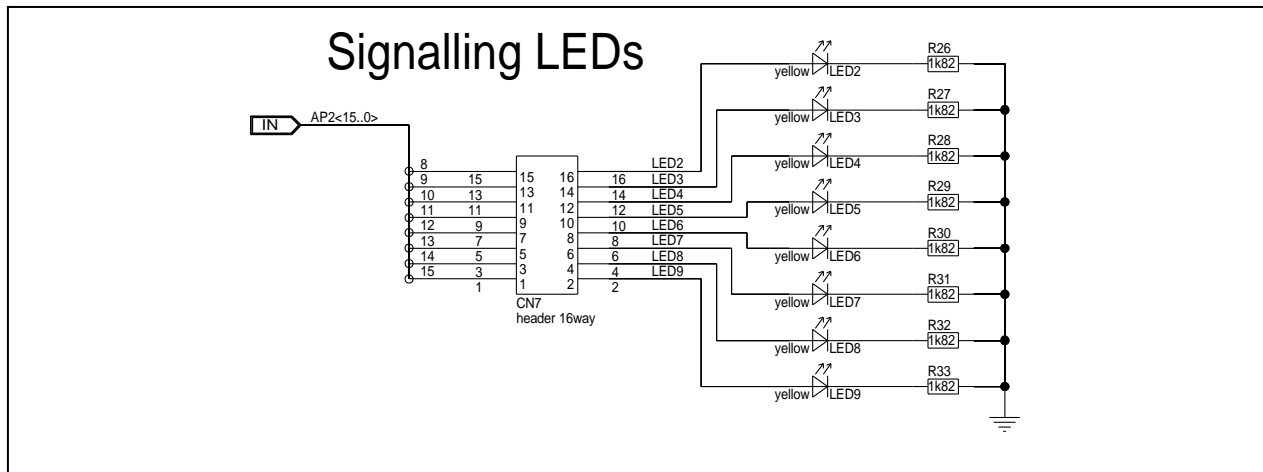 Signalling LEDs
IN AP2<15..0>
yellow LED2 R26 1k82
yellow LED3 R27 1k82
yellow LED4 R28 1k82
yellow LED5 R29 1k82
yellow LED6 R30 1k82
yellow LED7 R31 1k82
yellow LED8 R32 1k82
yellow LED9 R33 1k82
8 15 16 LED2
9 15 13 14 16 LED3
10 13 11 12 14 LED4
11 11 9 10 12 LED5
12 9 7 8 10 LED6
13 7 5 6 8 LED7
14 5 3 4 6 LED8
15 3 1 2 4 LED9
1 2
CN7
header 16way